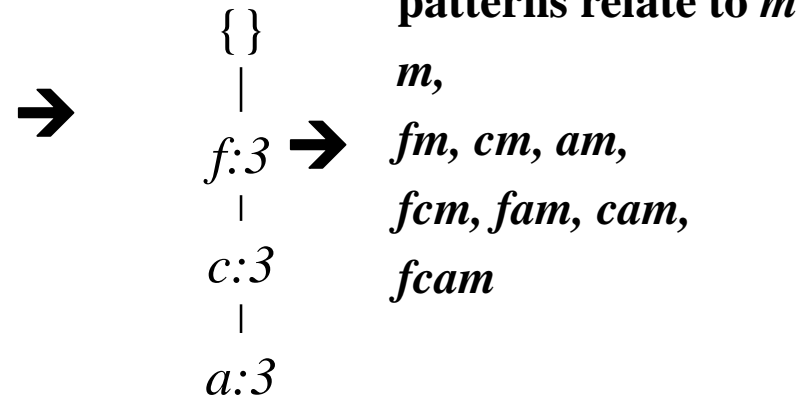 patterns relate to m
{}
m,
f:3
fm, cm, am,
fcm, fam, cam,
c:3
fcam
a:3